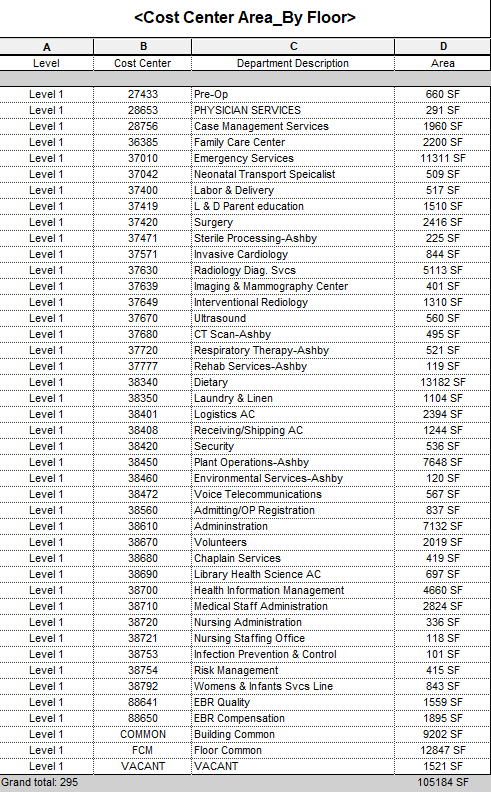 <Cost Center Area_By Floor>
A B C D
Level Cost Center Department Description Area
Level 1 27433 Pre-Op 660 SF
Level 1 28653 PHYSICIAN SERVICES 291 SF
Level 1 28756 Case Management Services 1960 SF
Level 1 36385 Family Care Center 2200 SF
Level 1 37010 Emergency Services 11311 SF
Level 1 37042 Neonatal Transport Speicalist 509 SF
Level 1 37400 Labor & Delivery 517 SF
Level 1 37419 L & D Parent education 1510 SF
Level 1 37420 Surgery 2416 SF
Level 1 37471 Sterile Processing-Ashby 225 SF
Level 1 37571 Invasive Cardiology 844 SF
Level 1 37630 Radiology Diag. Svcs 5113 SF
Level 1 37639 Imaging & Mammography Center 401 SF
Level 1 37649 Interventional Rediology 1310 SF
Level 1 37670 Ultrasound 560 SF
Level 1 37680 CT Scan-Ashby 495 SF
Level 1 37720 Respiratory Therapy-Ashby 521 SF
Level 1 37777 Rehab Services-Ashby 119 SF
Level 1 38340 Dietary 13182 SF
Level 1 38350 Laundry & Linen 1104 SF
Level 1 38401 Logistics AC 2394 SF
Level 1 38408 Receiving/Shipping AC 1244 SF
Level 1 38420 Security 536 SF
Level 1 38450 Plant Operations-Ashby 7648 SF
Level 1 38460 Environmental Services-Ashby 120 SF
Level 1 38472 Voice Telecommunications 567 SF
Level 1 38560 Admitting/OP Registration 837 SF
Level 1 38610 Admininstration 7132 SF
Level 1 38670 Volunteers 2019 SF
Level 1 38680 Chaplain Services 419 SF
Level 1 38690 Library Health Science AC 697 SF
Level 1 38700 Health Information Management 4660 SF
Level 1 38710 Medical Staff Administration 2824 SF
Level 1 38720 Nursing Administration 336 SF
Level 1 38721 Nursing Staffing Office 118 SF
Level 1 38753 Infection Prevention & Control 101 SF
Level 1 38754 Risk Management 415 SF
Level 1 38792 Womens & Infants Svcs Line 843 SF
Level 1 88641 EBR Quality 1559 SF
Level 1 88650 EBR Compensation 1895 SF
Level 1 COMMON Building Common 9202 SF
Level 1 FCM Floor Common 12847 SF
Level 1 VACANT VACANT 1521 SF
Grand total: 295 105184 SF